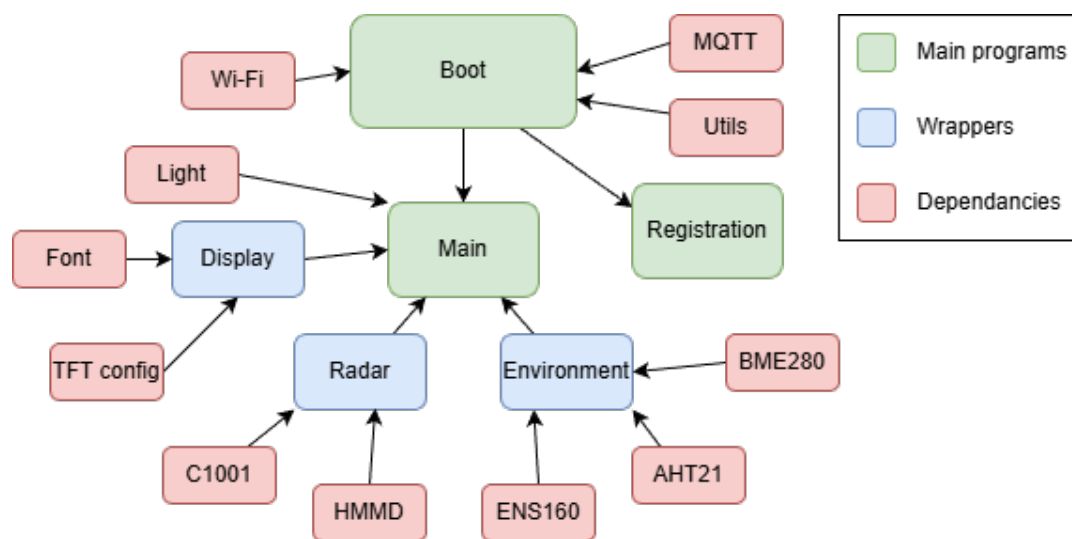 MQTT
Boot
Wi-Fi
Utils
Light
Registration
Main
Font
Display
TFT config
Radar
Environment
BME280
C1001
AHT21
HMMD
ENS160
Main programs
Wrappers
Dependancies